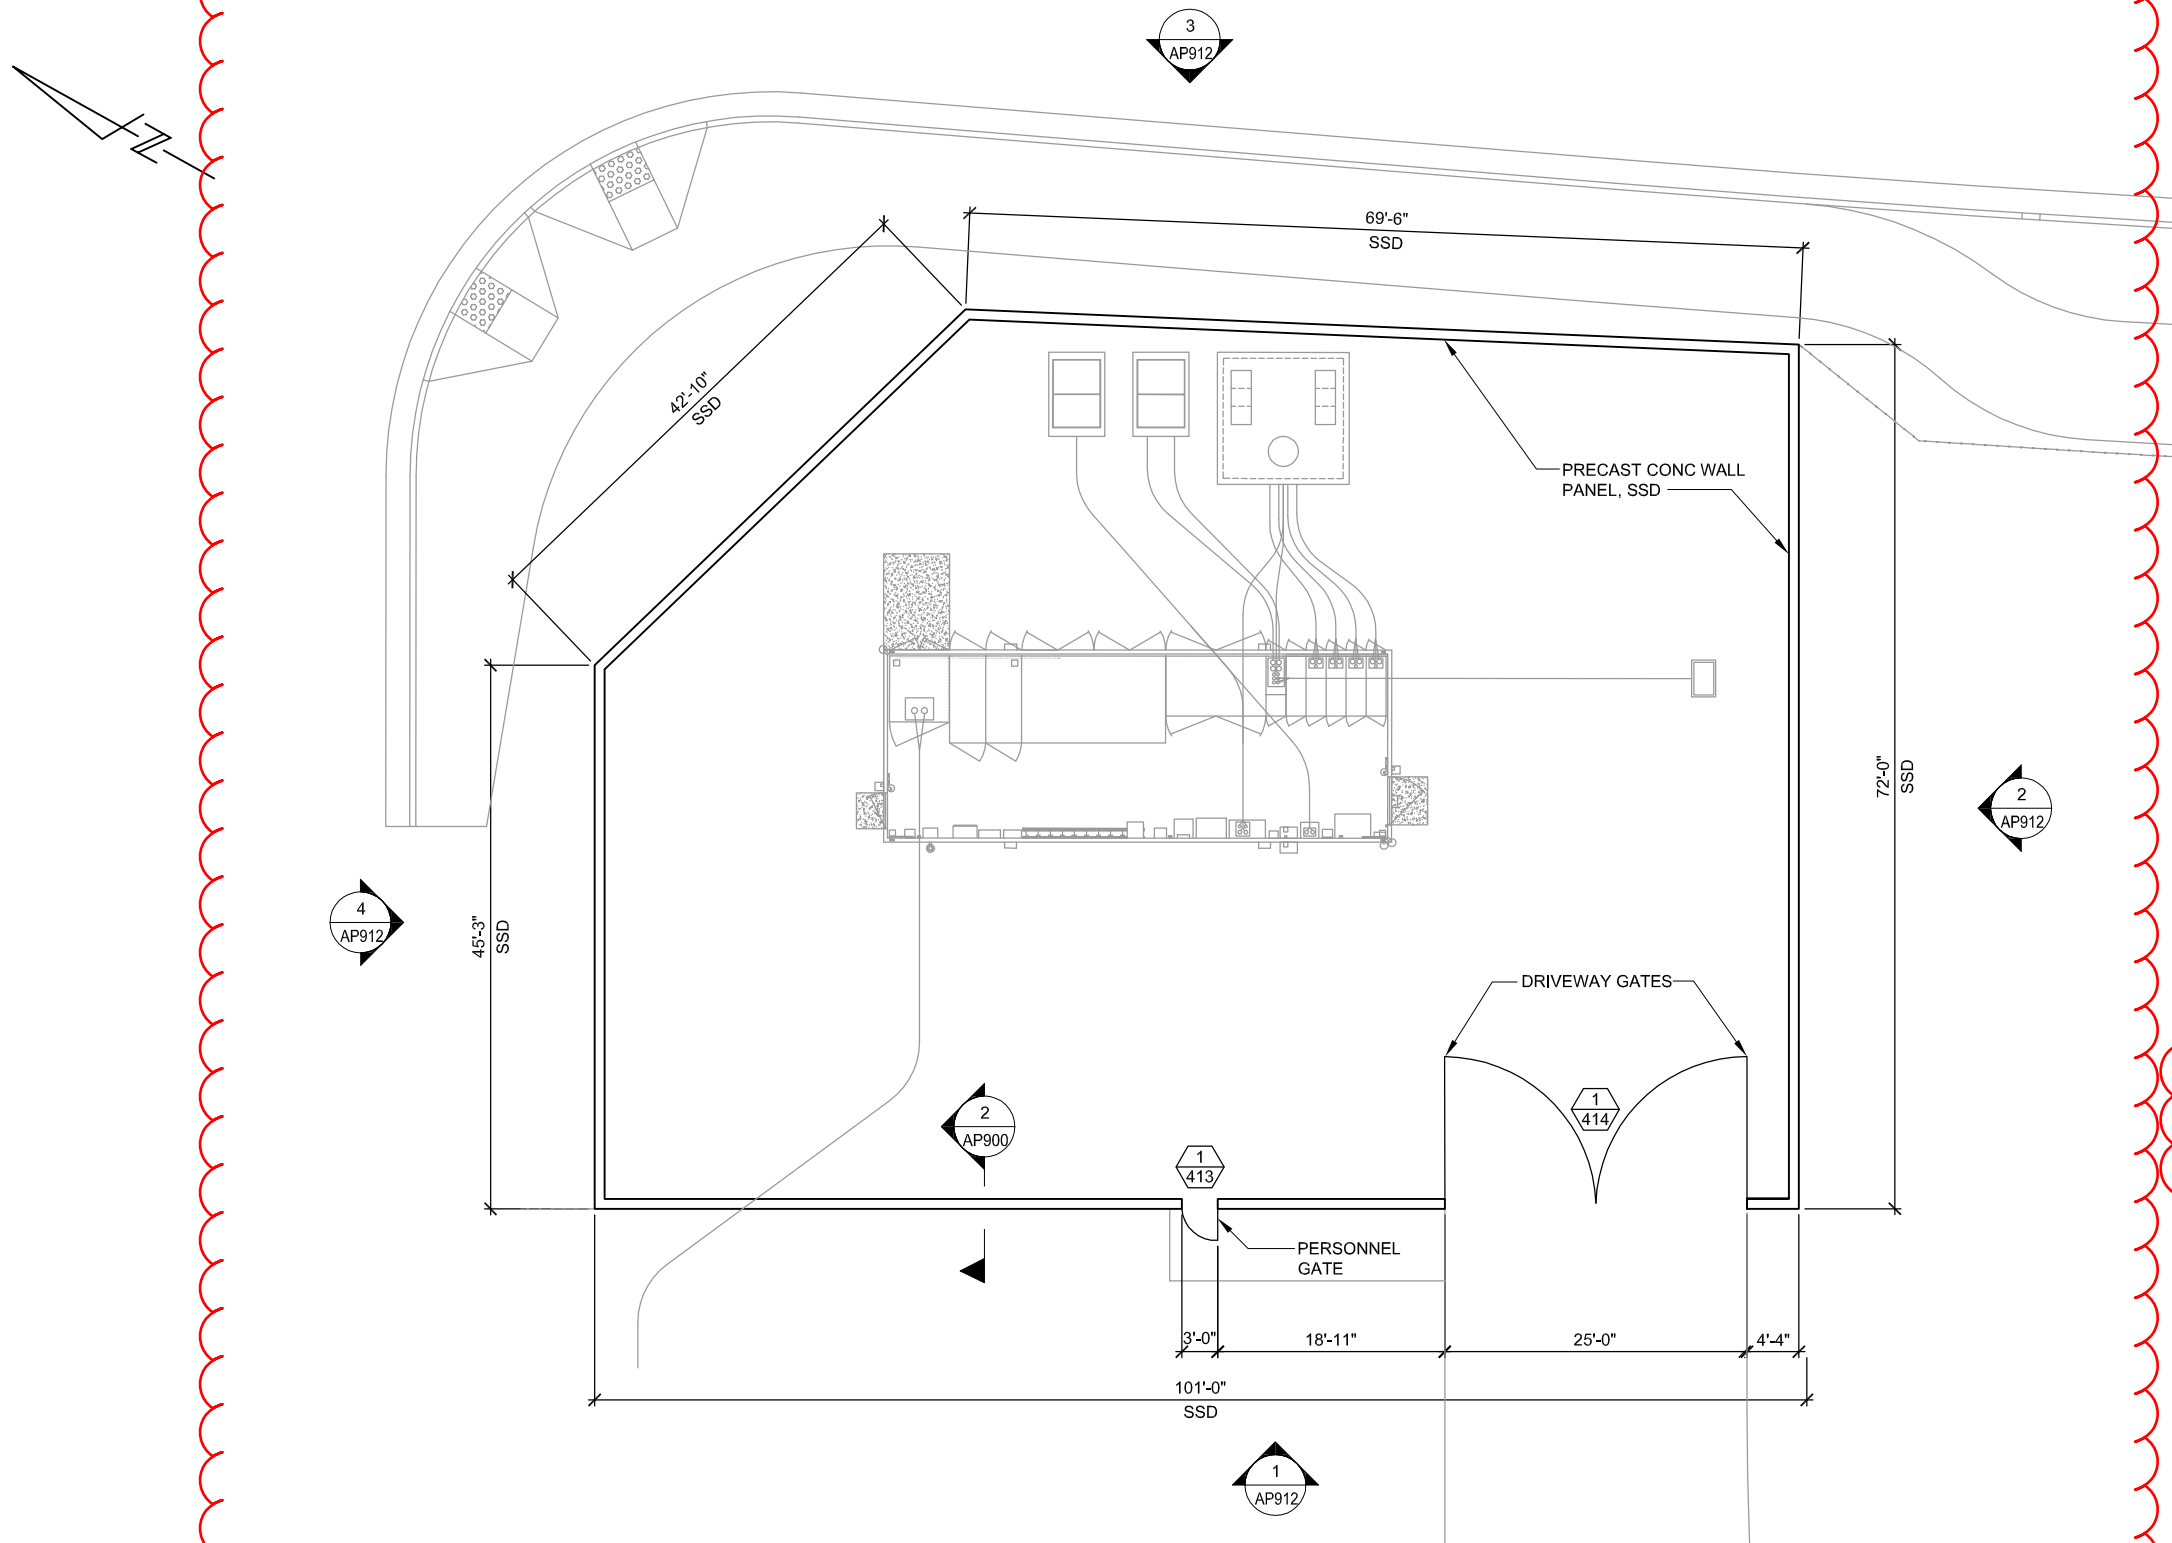 3
AP912
N
69'-6"
SSD
42'-10"
SSD
PRECAST CONC WALL
PANEL, SSD
72'-0"
SSD
2
AP912
4
AP912
45'-3"
SSD
DRIVEWAY GATES
1
414
2
AP900
1
413
PERSONNEL
GATE
3'-0"
18'-11"
25'-0"
4'-4"
101'-0"
SSD
1
AP912